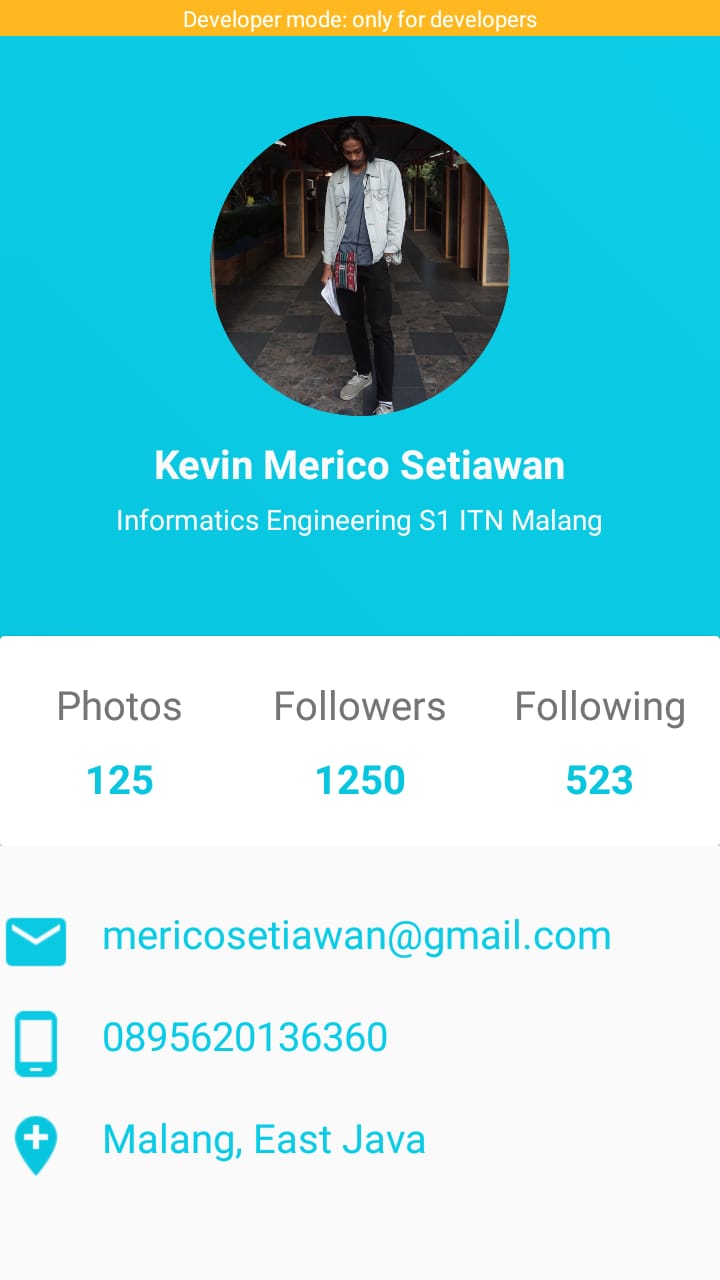 Developer mode: only for developers
Kevin Merico Setiawan
Informatics Engineering S1 ITN Malang
Photos Followers Following
125 1250 523
mericosetiawan@gmail.com
0895620136360
Malang, East Java